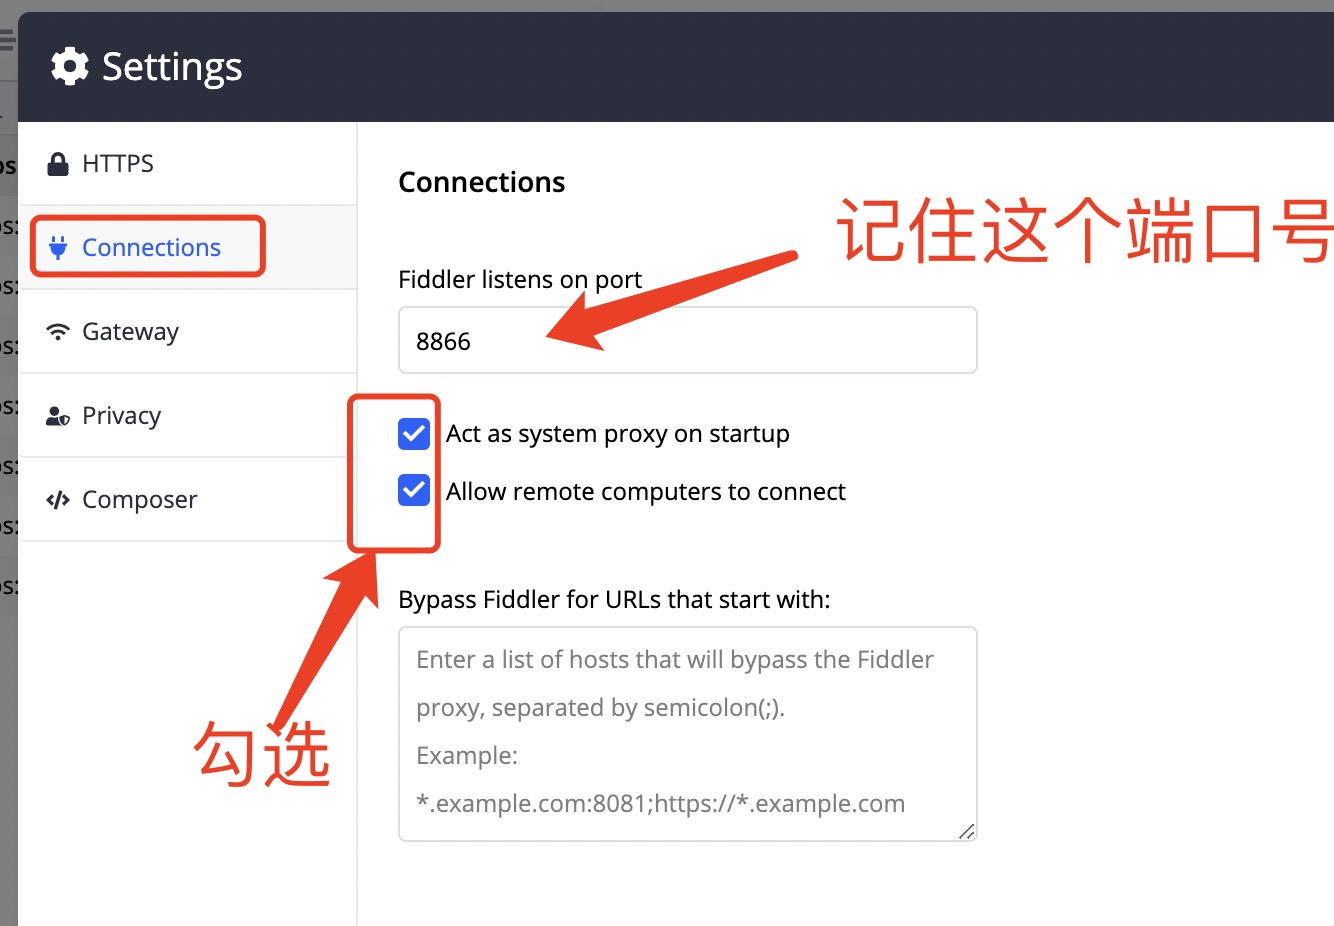 Settings
HTTPS
Connections
Gateway
Privacy
Composer
Connections
记住这个端口号
Fiddler listens on port
8866
Act as system proxy on startup
Allow remote computers to connect
勾选
Bypass Fiddler for URLs that start with:
Enter a list of hosts that will bypass the Fiddler
proxy, separated by semicolon(;).
Example:
*.example.com:8081;https://*.example.com